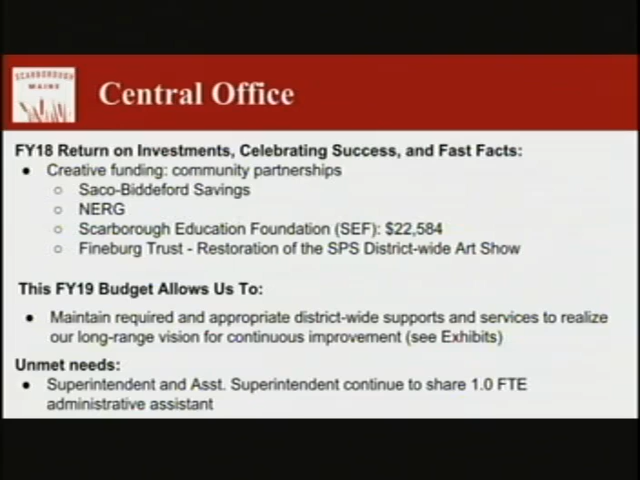 SCARBOROUGH
MAINE
Central Office
FY18 Return on Investments, Celebrating Success, and Fast Facts:
● Creative funding: community partnerships
○ Saco-Biddeford Savings
○ NERG
○ Scarborough Education Foundation (SEF): $22,584
○ Fineburg Trust - Restoration of the SPS District-wide Art Show
This FY19 Budget Allows Us To:
● Maintain required and appropriate district-wide supports and services to realize
our long-range vision for continuous improvement (see Exhibits)
Unmet needs:
● Superintendent and Asst. Superintendent continue to share 1.0 FTE
administrative assistant